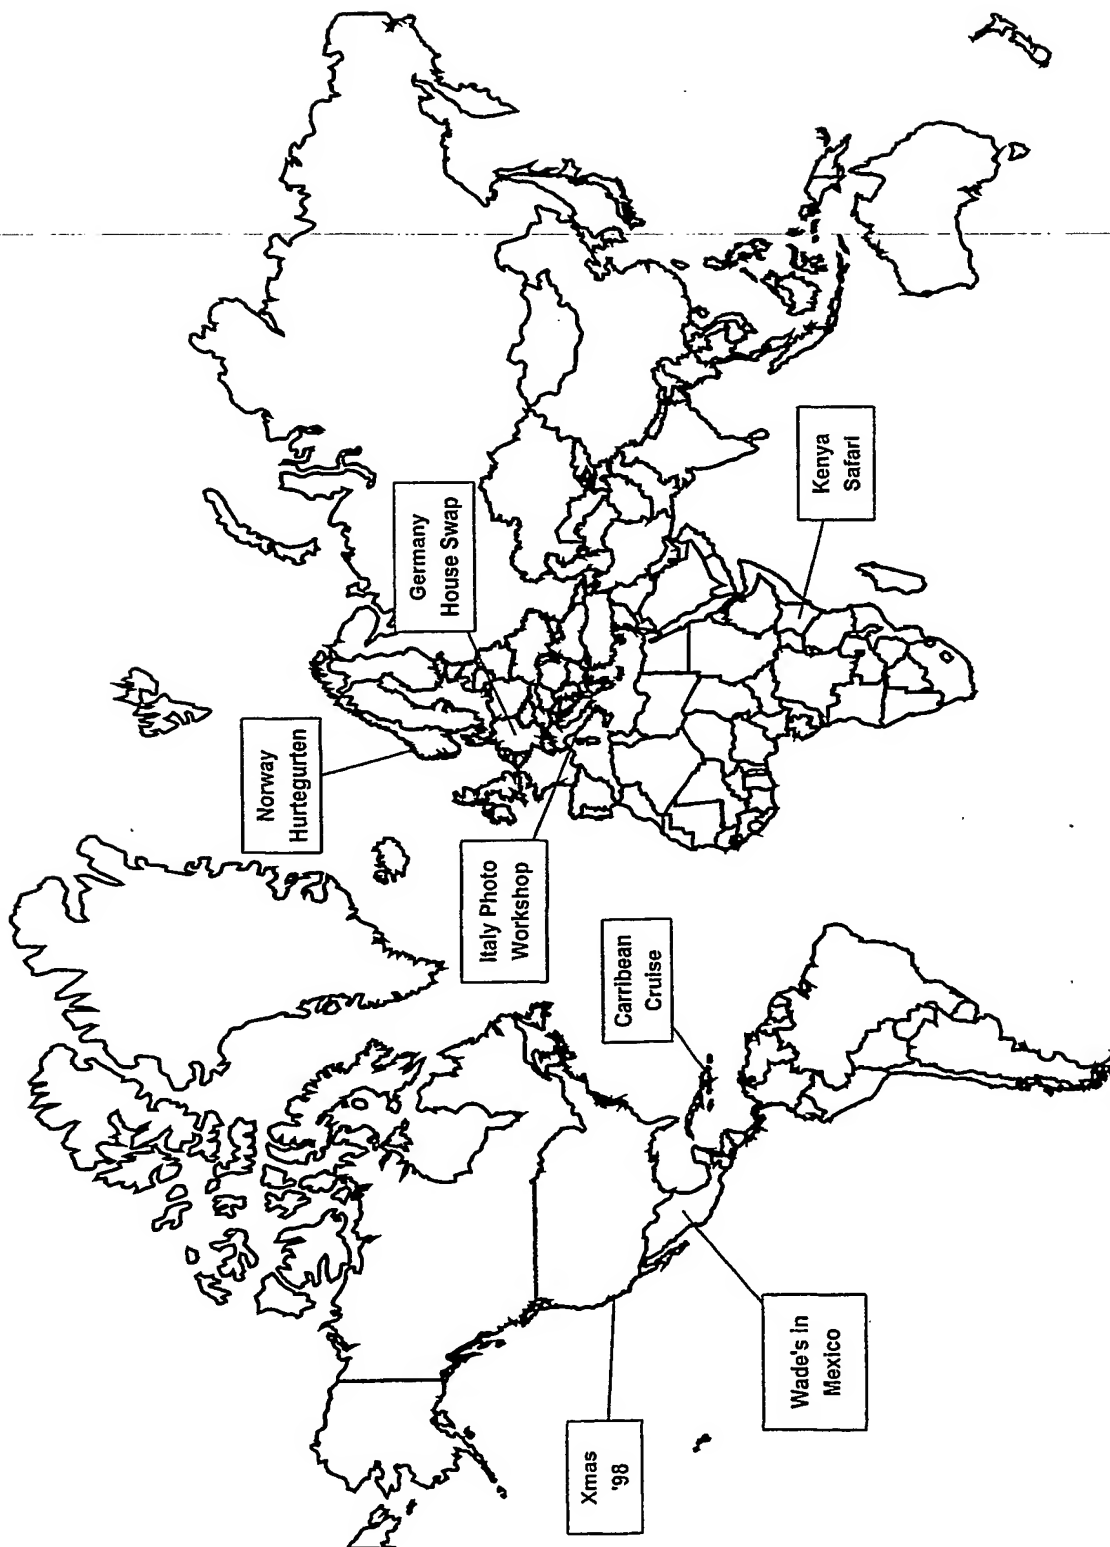 Norway
Hurtegurten
Germany
House Swap
Italy Photo
Workshop
Kenya
Safari
Carribean
Cruise
Xmas
'98
Wade's in
Mexico